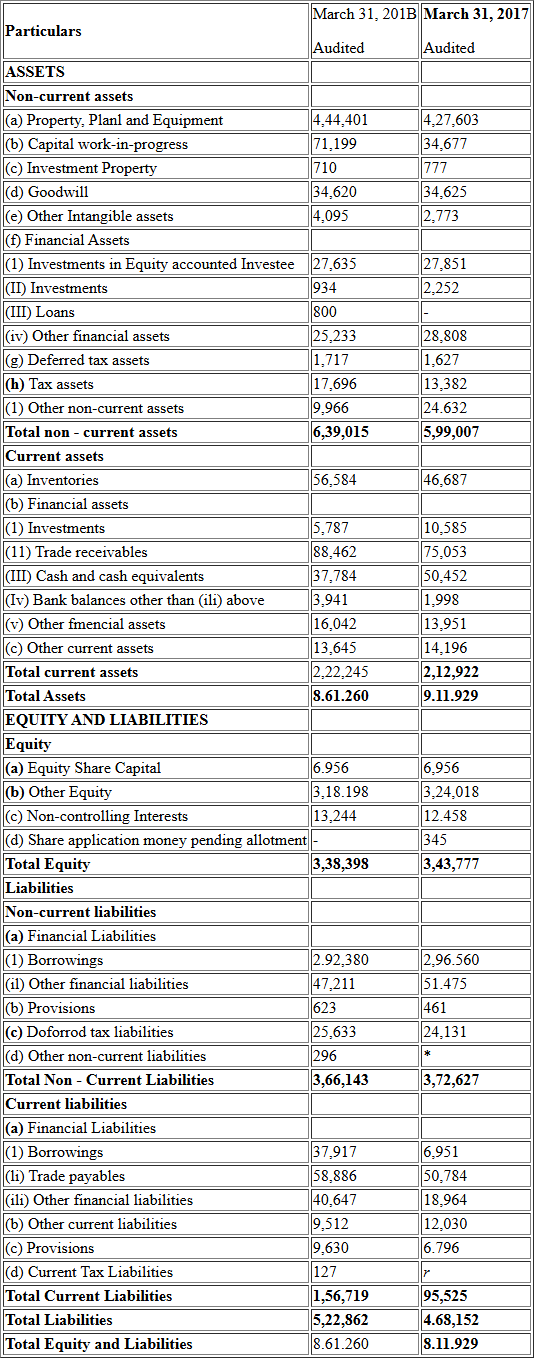 Particulars March 31, 201B March 31, 2017
Audited Audited
ASSETS
Non-current assets
(a) Property, Planl and Equipment 4,44,401 4,27,603
(b) Capital work-in-progress 71,199 34,677
(c) Investment Property 710 777
(d) Goodwill 34,620 34,625
(e) Other Intangible assets 4,095 2,773
(f) Financial Assets
(1) Investments in Equity accounted Investee 27,635 27,851
(II) Investments 934 2,252
(III) Loans 800 -
(iv) Other financial assets 25,233 28,808
(g) Deferred tax assets 1,717 1,627
(h) Tax assets 17,696 13,382
(1) Other non-current assets 9,966 24.632
Total non - current assets 6,39,015 5,99,007
Current assets
(a) Inventories 56,584 46,687
(b) Financial assets
(1) Investments 5,787 10,585
(11) Trade receivables 88,462 75,053
(III) Cash and cash equivalents 37,784 50,452
(Iv) Bank balances other than (ili) above 3,941 1,998
(v) Other fmencial assets 16,042 13,951
(c) Other current assets 13,645 14,196
Total current assets 2,22,245 2,12,922
Total Assets 8.61.260 9.11.929
EQUITY AND LIABILITIES
Equity
(a) Equity Share Capital 6.956 6,956
(b) Other Equity 3,18.198 3,24,018
(c) Non-controlling Interests 13,244 12.458
(d) Share application money pending allotment - 345
Total Equity 3,38,398 3,43,777
Liabilities
Non-current liabilities
(a) Financial Liabilities
(1) Borrowings 2.92,380 2,96.560
(il) Other financial liabilities 47,211 51.475
(b) Provisions 623 461
(c) Doforrod tax liabilities 25,633 24,131
(d) Other non-current liabilities 296 *
Total Non - Current Liabilities 3,66,143 3,72,627
Current liabilities
(a) Financial Liabilities
(1) Borrowings 37,917 6,951
(li) Trade payables 58,886 50,784
(ili) Other financial liabilities 40,647 18,964
(b) Other current liabilities 9,512 12,030
(c) Provisions 9,630 6.796
(d) Current Tax Liabilities 127 r
Total Current Liabilities 1,56,719 95,525
Total Liabilities 5,22,862 4.68,152
Total Equity and Liabilities 8.61.260 8.11.929